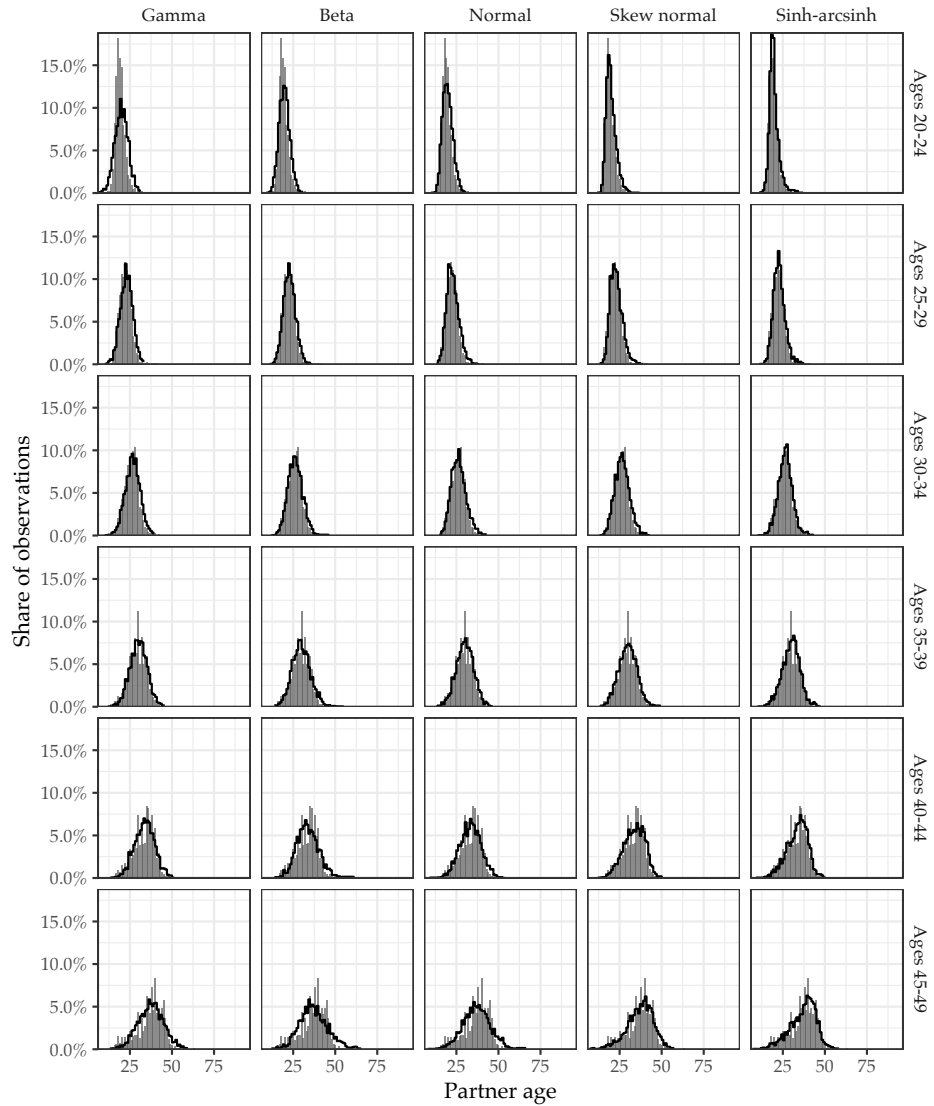 Gamma Beta Normal Skew normal Sinh-arcsinh
15.0%
10.0%
5.0%
0.0%
Ages 20-24
15.0%
10.0%
5.0%
0.0%
Ages 25-29
15.0%
10.0%
5.0%
0.0%
Ages 30-34
Share of observations
15.0%
10.0%
5.0%
0.0%
Ages 35-39
15.0%
10.0%
5.0%
0.0%
Ages 40-44
15.0%
10.0%
5.0%
0.0%
Ages 45-49
25 50 75 25 50 75 25 50 75 25 50 75 25 50 75
Partner age